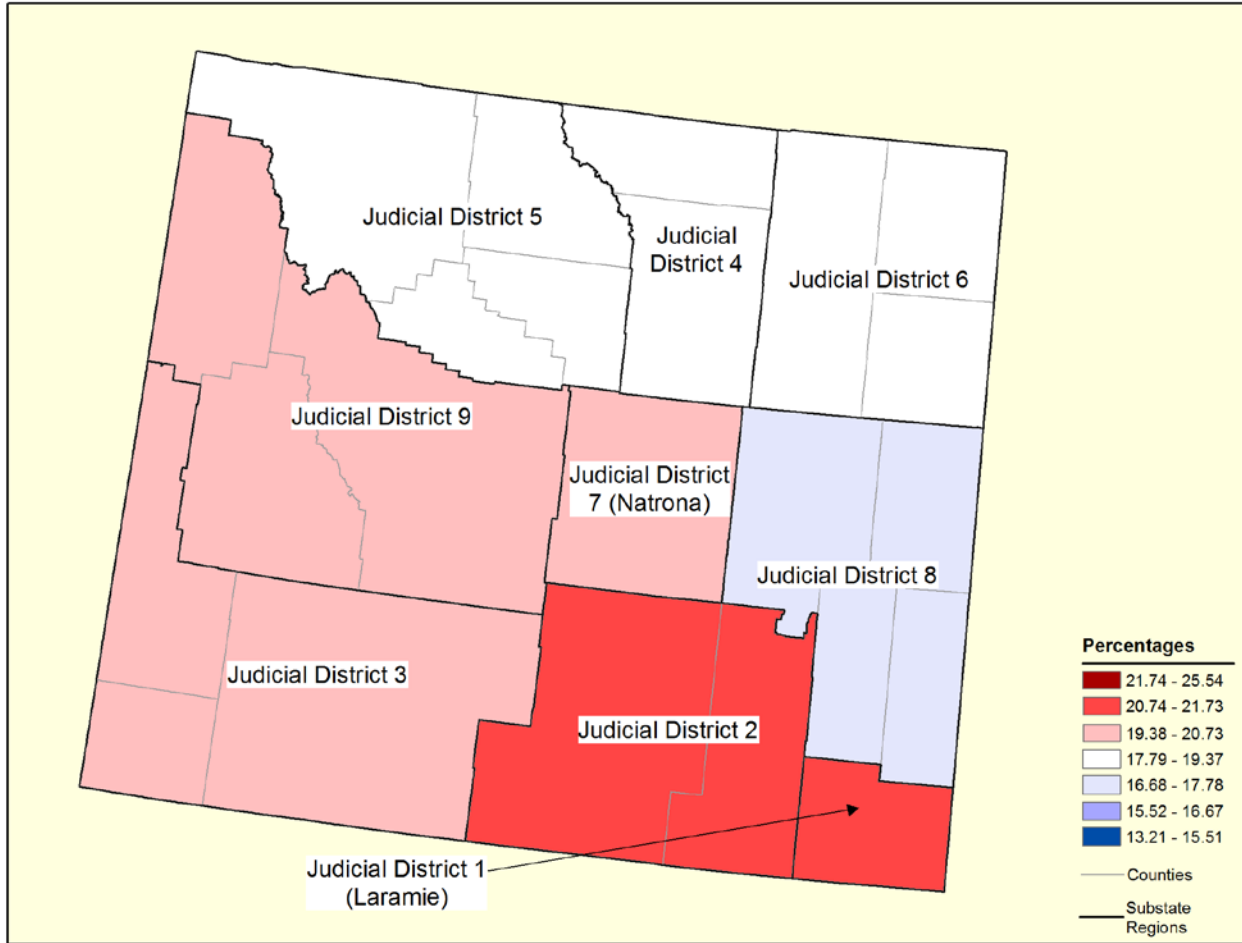 Judicial District 5
Judicial
District 4
Judicial District 6
Judicial District 9
Judicial District
7 (Natrona)
Judicial District 8
Judicial District 3
Judicial District 2
Judicial District 1
(Laramie)
Percentages
21.74 - 25.54
20.74 - 21.73
19.38 - 20.73
17.79 - 19.37
16.68 - 17.78
15.52 - 16.67
13.21 - 15.51
Counties
Substate
Regions